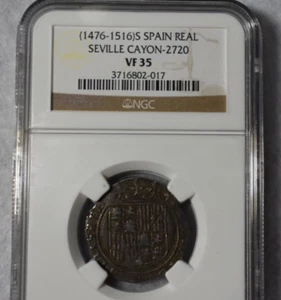 (1476-1516)S SPAIN REAL
SEVILLE CAYON-2720
VF 35
3716802-017
NGC